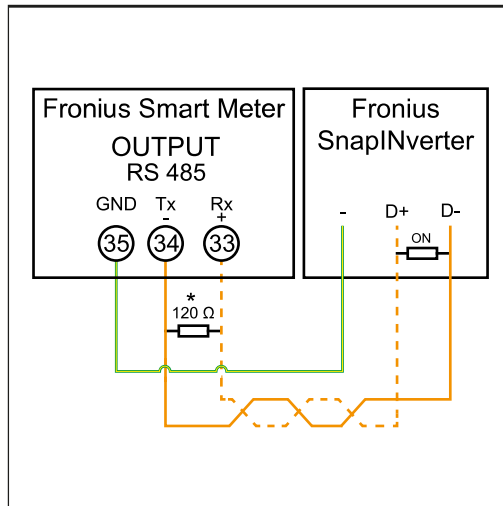 Fronius Smart Meter
OUTPUT
RS 485
GND Tx Rx
- +
35 34 33
*
120 Ω
Fronius
SnapINverter
- D+ D-
ON